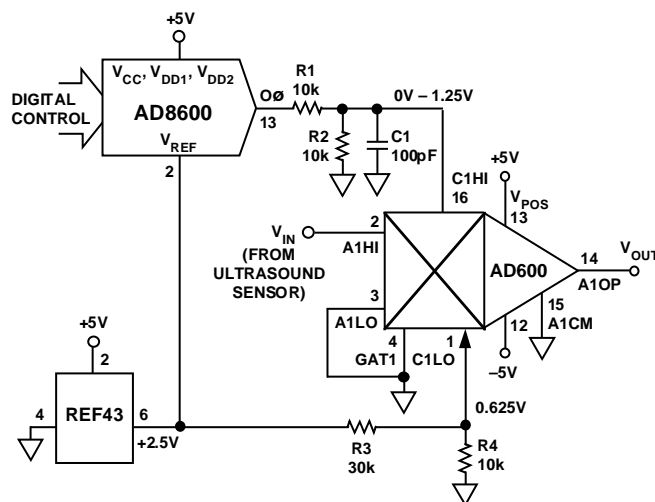 +5V
V_CC, V_DD1, V_DD2
AD8600
V_REF
2
DIGITAL
CONTROL
OØ
13
R1
10k
R2
10k
C1
100pF
0V – 1.25V
C1HI
16
+5V
V_POS
13
V_IN
(FROM
ULTRASOUND
SENSOR)
2
A1HI
3
A1LO
4
GAT1
1
C1LO
AD600
14
A1OP
V_OUT
15
A1CM
12
–5V
0.625V
+5V
2
REF43
4
6
+2.5V
R3
30k
R4
10k